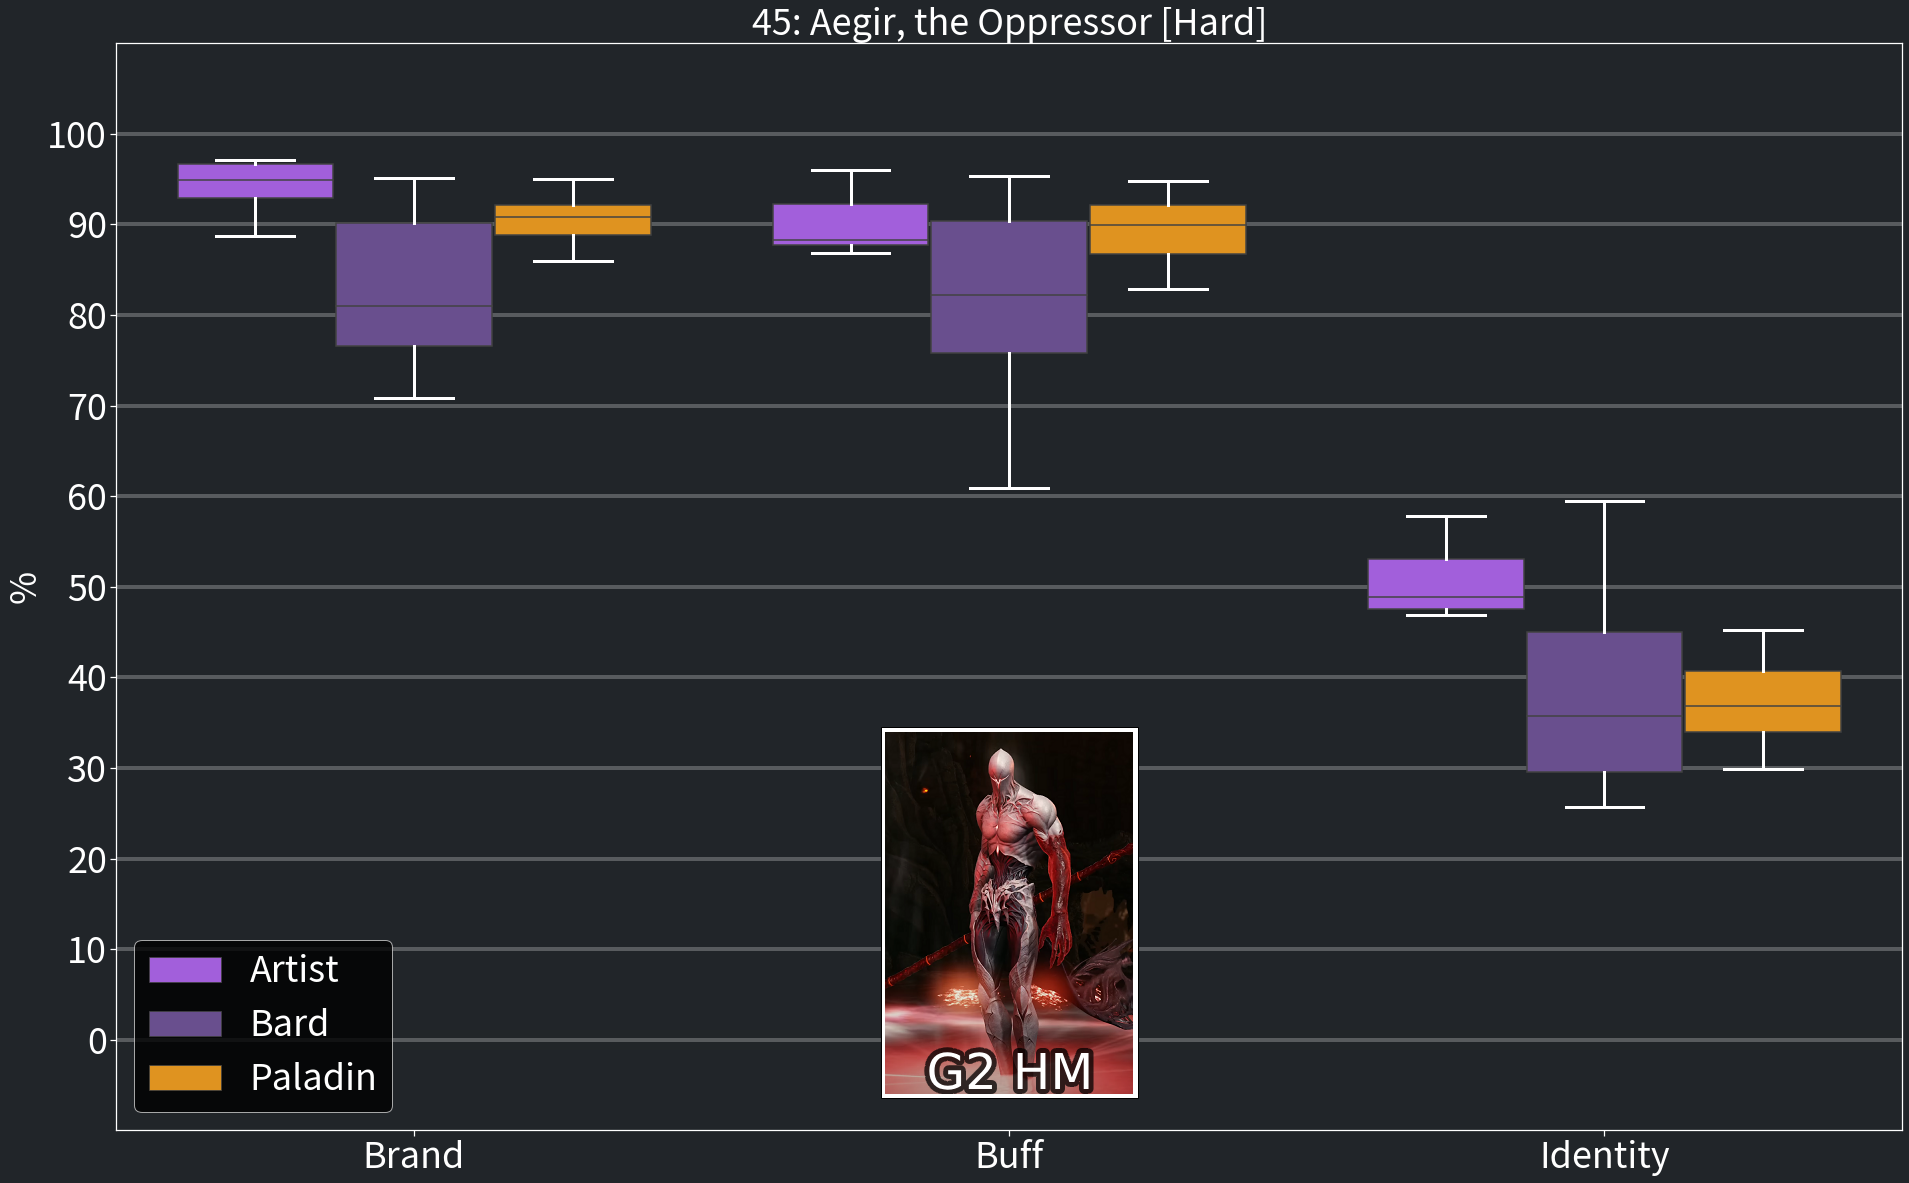 45: Aegir, the Oppressor [Hard]
%
100
90
80
70
60
50
40
30
20
10
0
Artist
Bard
Paladin
G2 HM
Brand
Buff
Identity